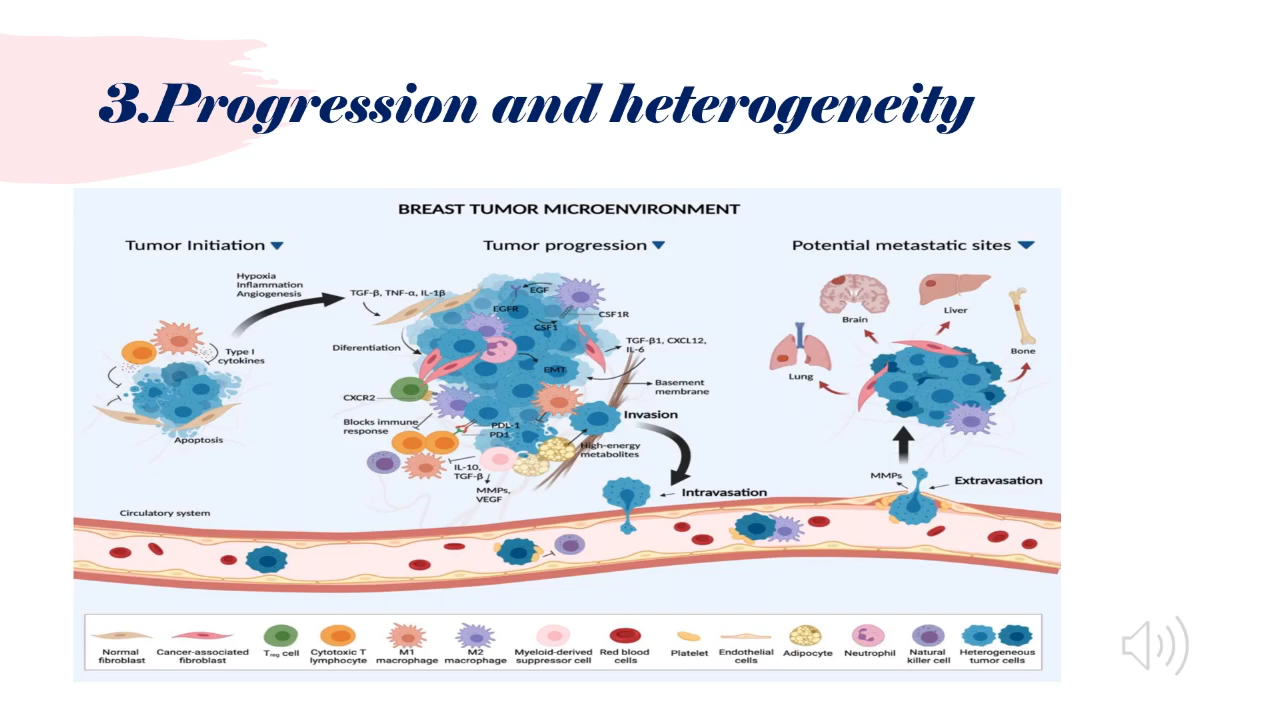 3.Progression and heterogeneity
BREAST TUMOR MICROENVIRONMENT
Tumor Initiation
Tumor progression
Potential metastatic sites
Hypoxia
Inflammation
Angiogenesis
Type I
cytokines
Apoptosis
TGF-β, TNF-α, IL-1β
EGF
EGFR
CSF1R
CSF1
Diferentiation
TGF-β1, CXCL12,
IL-6
EMT
Basement
membrane
CXCR2
Blocks immune
response
PDL-1
PD1
Invasion
High-energy
metabolites
IL-10,
TGF-β
MMPs,
VEGF
Intravasation
Brain
Liver
Lung
Bone
MMPs
Extravasation
Circulatory system
Normal
fibroblast
Cancer-associated
fibroblast
Treg cell
Cytotoxic T
lymphocyte
M1
macrophage
M2
macrophage
Myeloid-derived
suppressor cell
Red blood
cells
Platelet
Endothelial
cells
Adipocyte
Neutrophil
Natural
killer cell
Heterogeneous
tumor cells